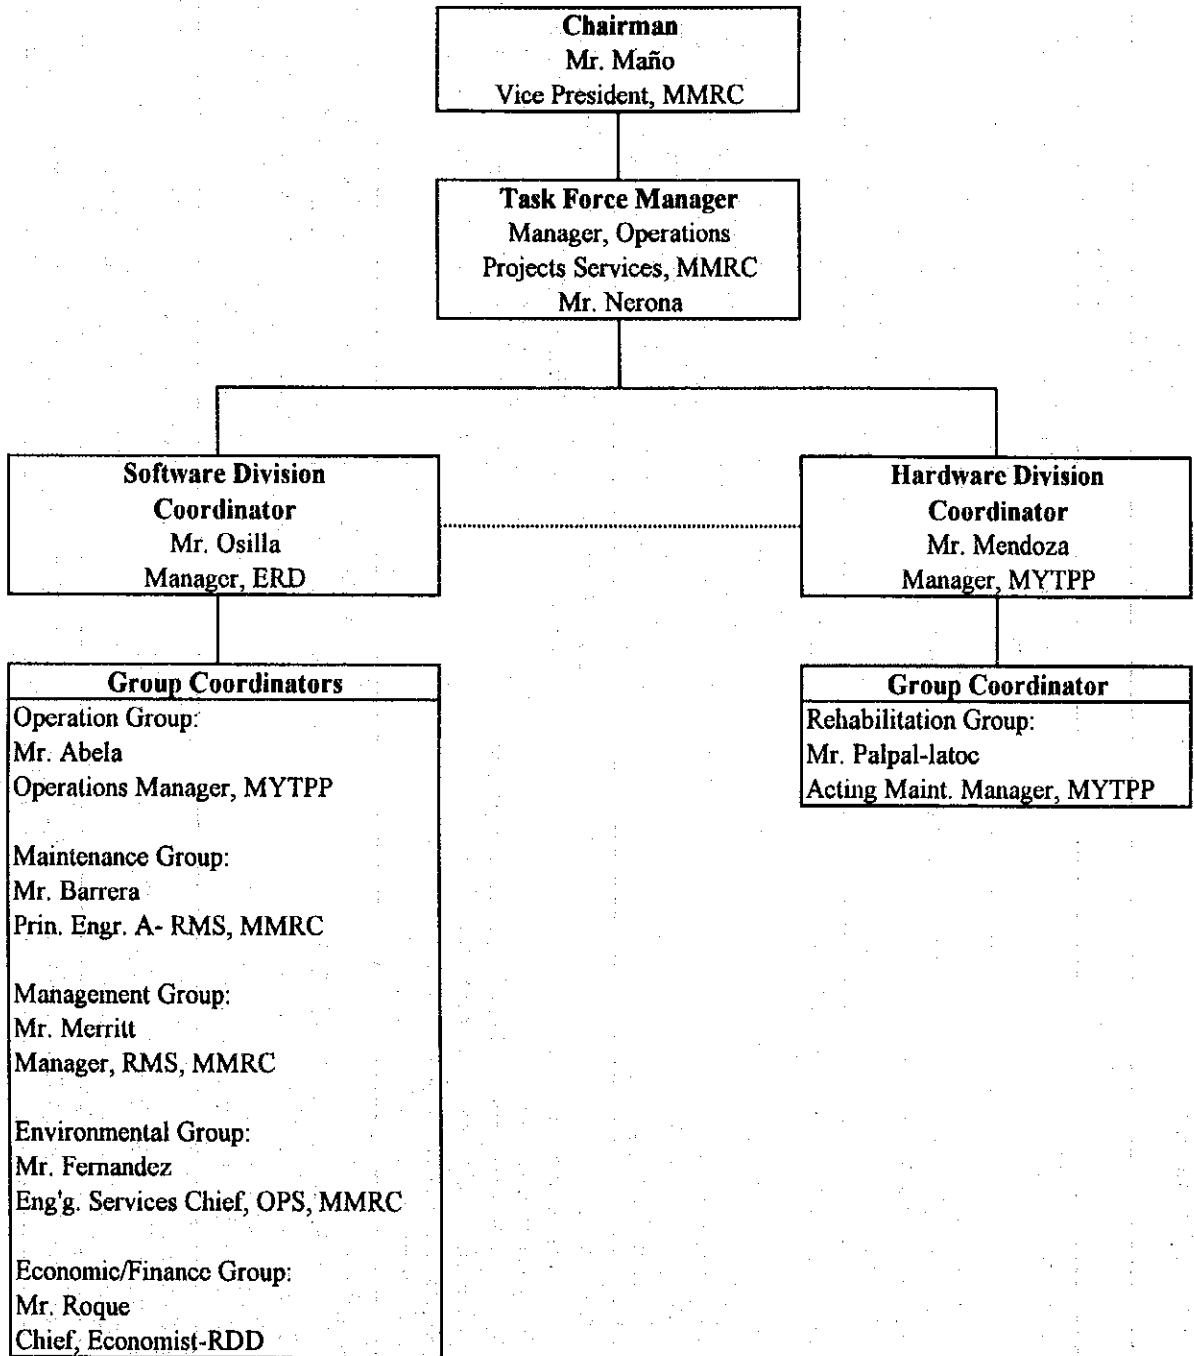 Chairman
Mr. Maño
Vice President, MMRC
Task Force Manager
Manager, Operations
Projects Services, MMRC
Mr. Nerona
Software Division
Coordinator
Mr. Osilla
Manager, ERD
Hardware Division
Coordinator
Mr. Mendoza
Manager, MYTPP
Group Coordinators
Operation Group:
Mr. Abela
Operations Manager, MYTPP
Maintenance Group:
Mr. Barrera
Prin. Engr. A- RMS, MMRC
Management Group:
Mr. Merritt
Manager, RMS, MMRC
Environmental Group:
Mr. Fernandez
Eng'g. Services Chief, OPS, MMRC
Economic/Finance Group:
Mr. Roque
Chief, Economist-RDD
Group Coordinator
Rehabilitation Group:
Mr. Palpal-latoc
Acting Maint. Manager, MYTPP